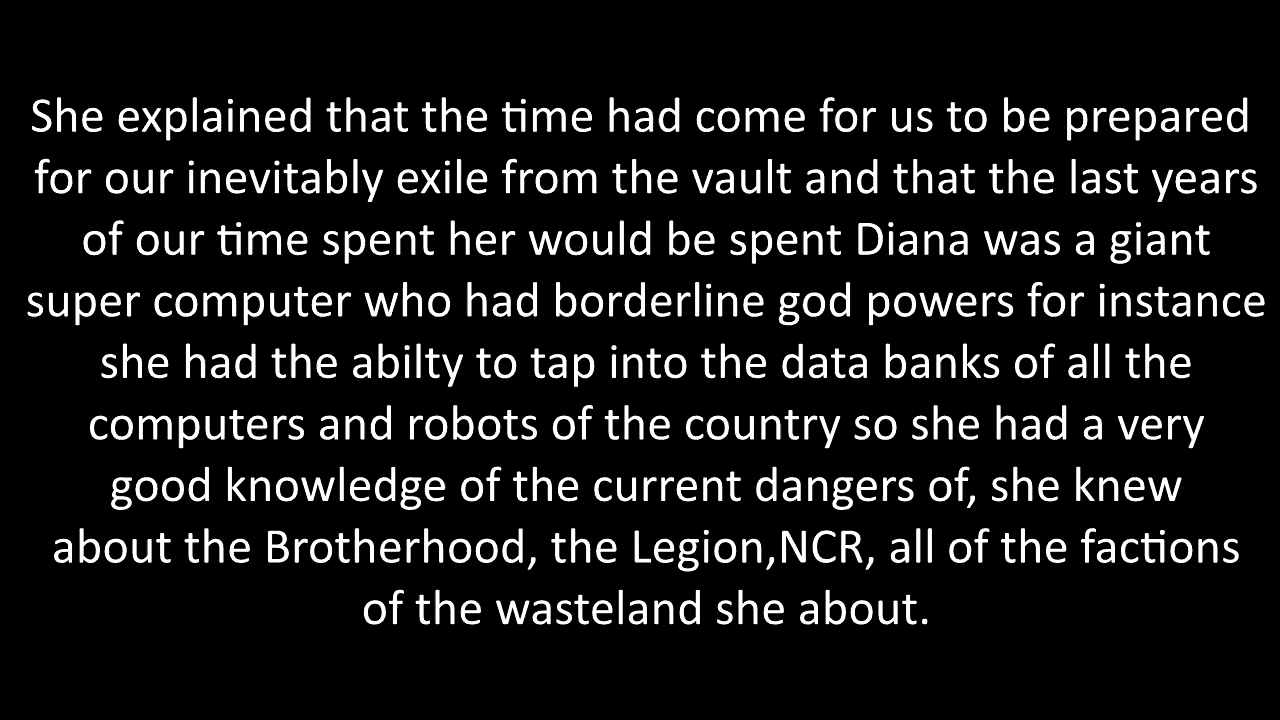 She explained that the time had come for us to be prepared
for our inevitably exile from the vault and that the last years
of our time spent her would be spent Diana was a giant
super computer who had borderline god powers for instance
she had the abilty to tap into the data banks of all the
computers and robots of the country so she had a very
good knowledge of the current dangers of, she knew
about the Brotherhood, the Legion,NCR, all of the factions
of the wasteland she about.